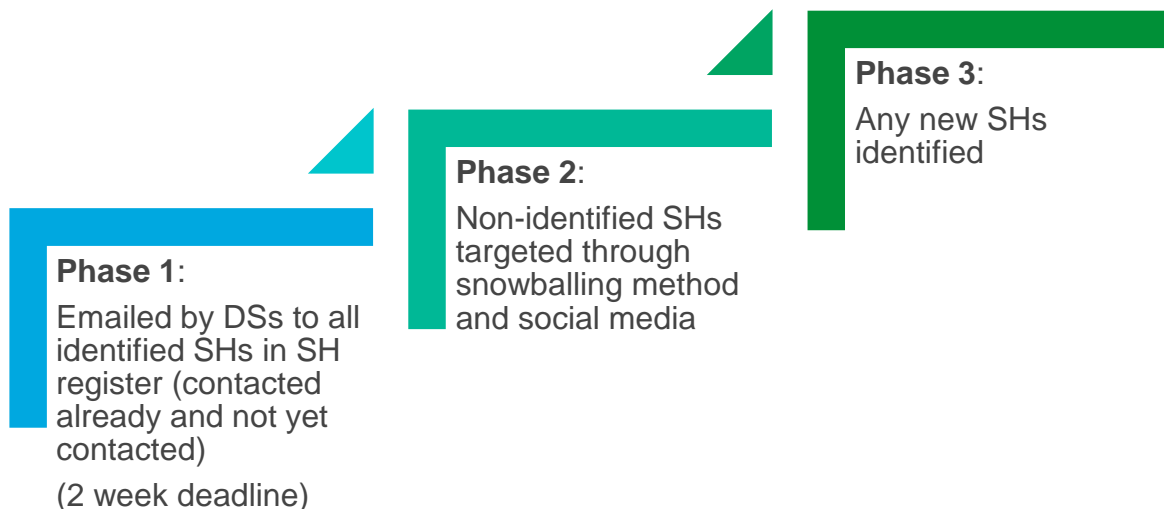 Phase 1:
Emailed by DSs to all
identified SHs in SH
register (contacted
already and not yet
contacted)
(2 week deadline)
Phase 2:
Non-identified SHs
targeted through
snowballing method
and social media
Phase 3:
Any new SHs
identified